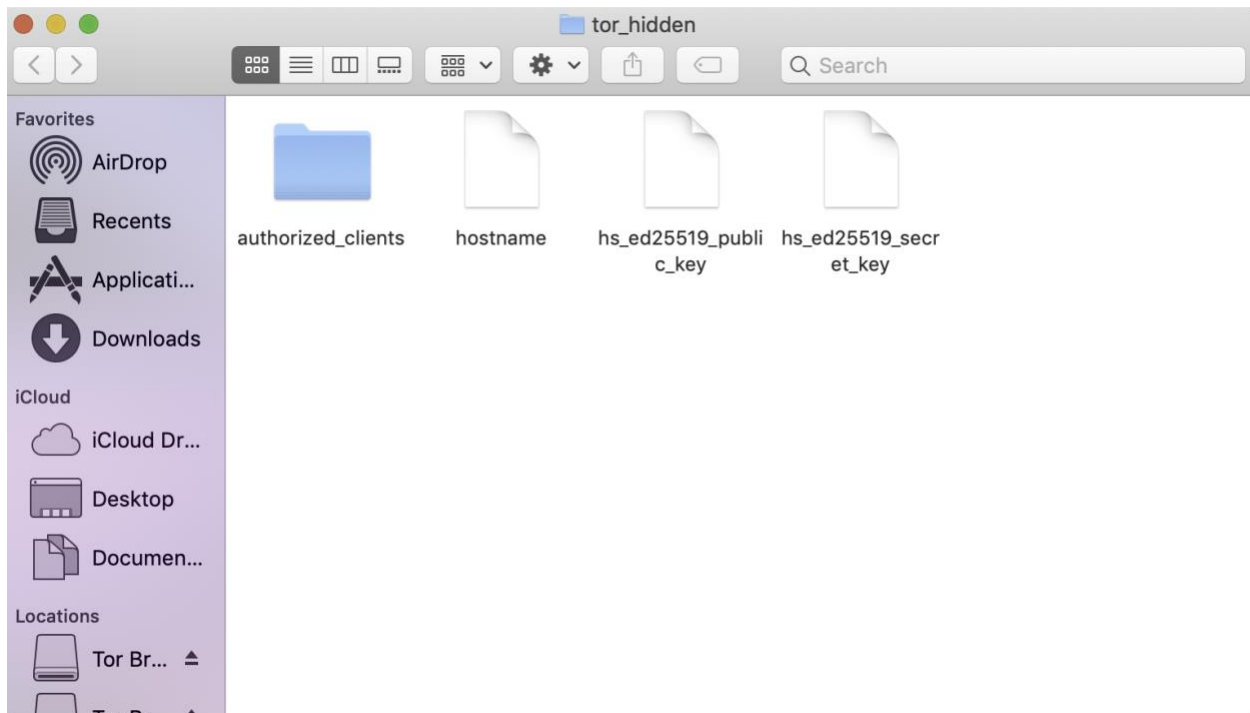 tor_hidden
Search
Favorites
AirDrop
Recents
Applicati...
Downloads
iCloud
iCloud Dr...
Desktop
Documen...
Locations
Tor Br...
authorized_clients
hostname
hs_ed25519_publi
c_key
hs_ed25519_secr
et_key